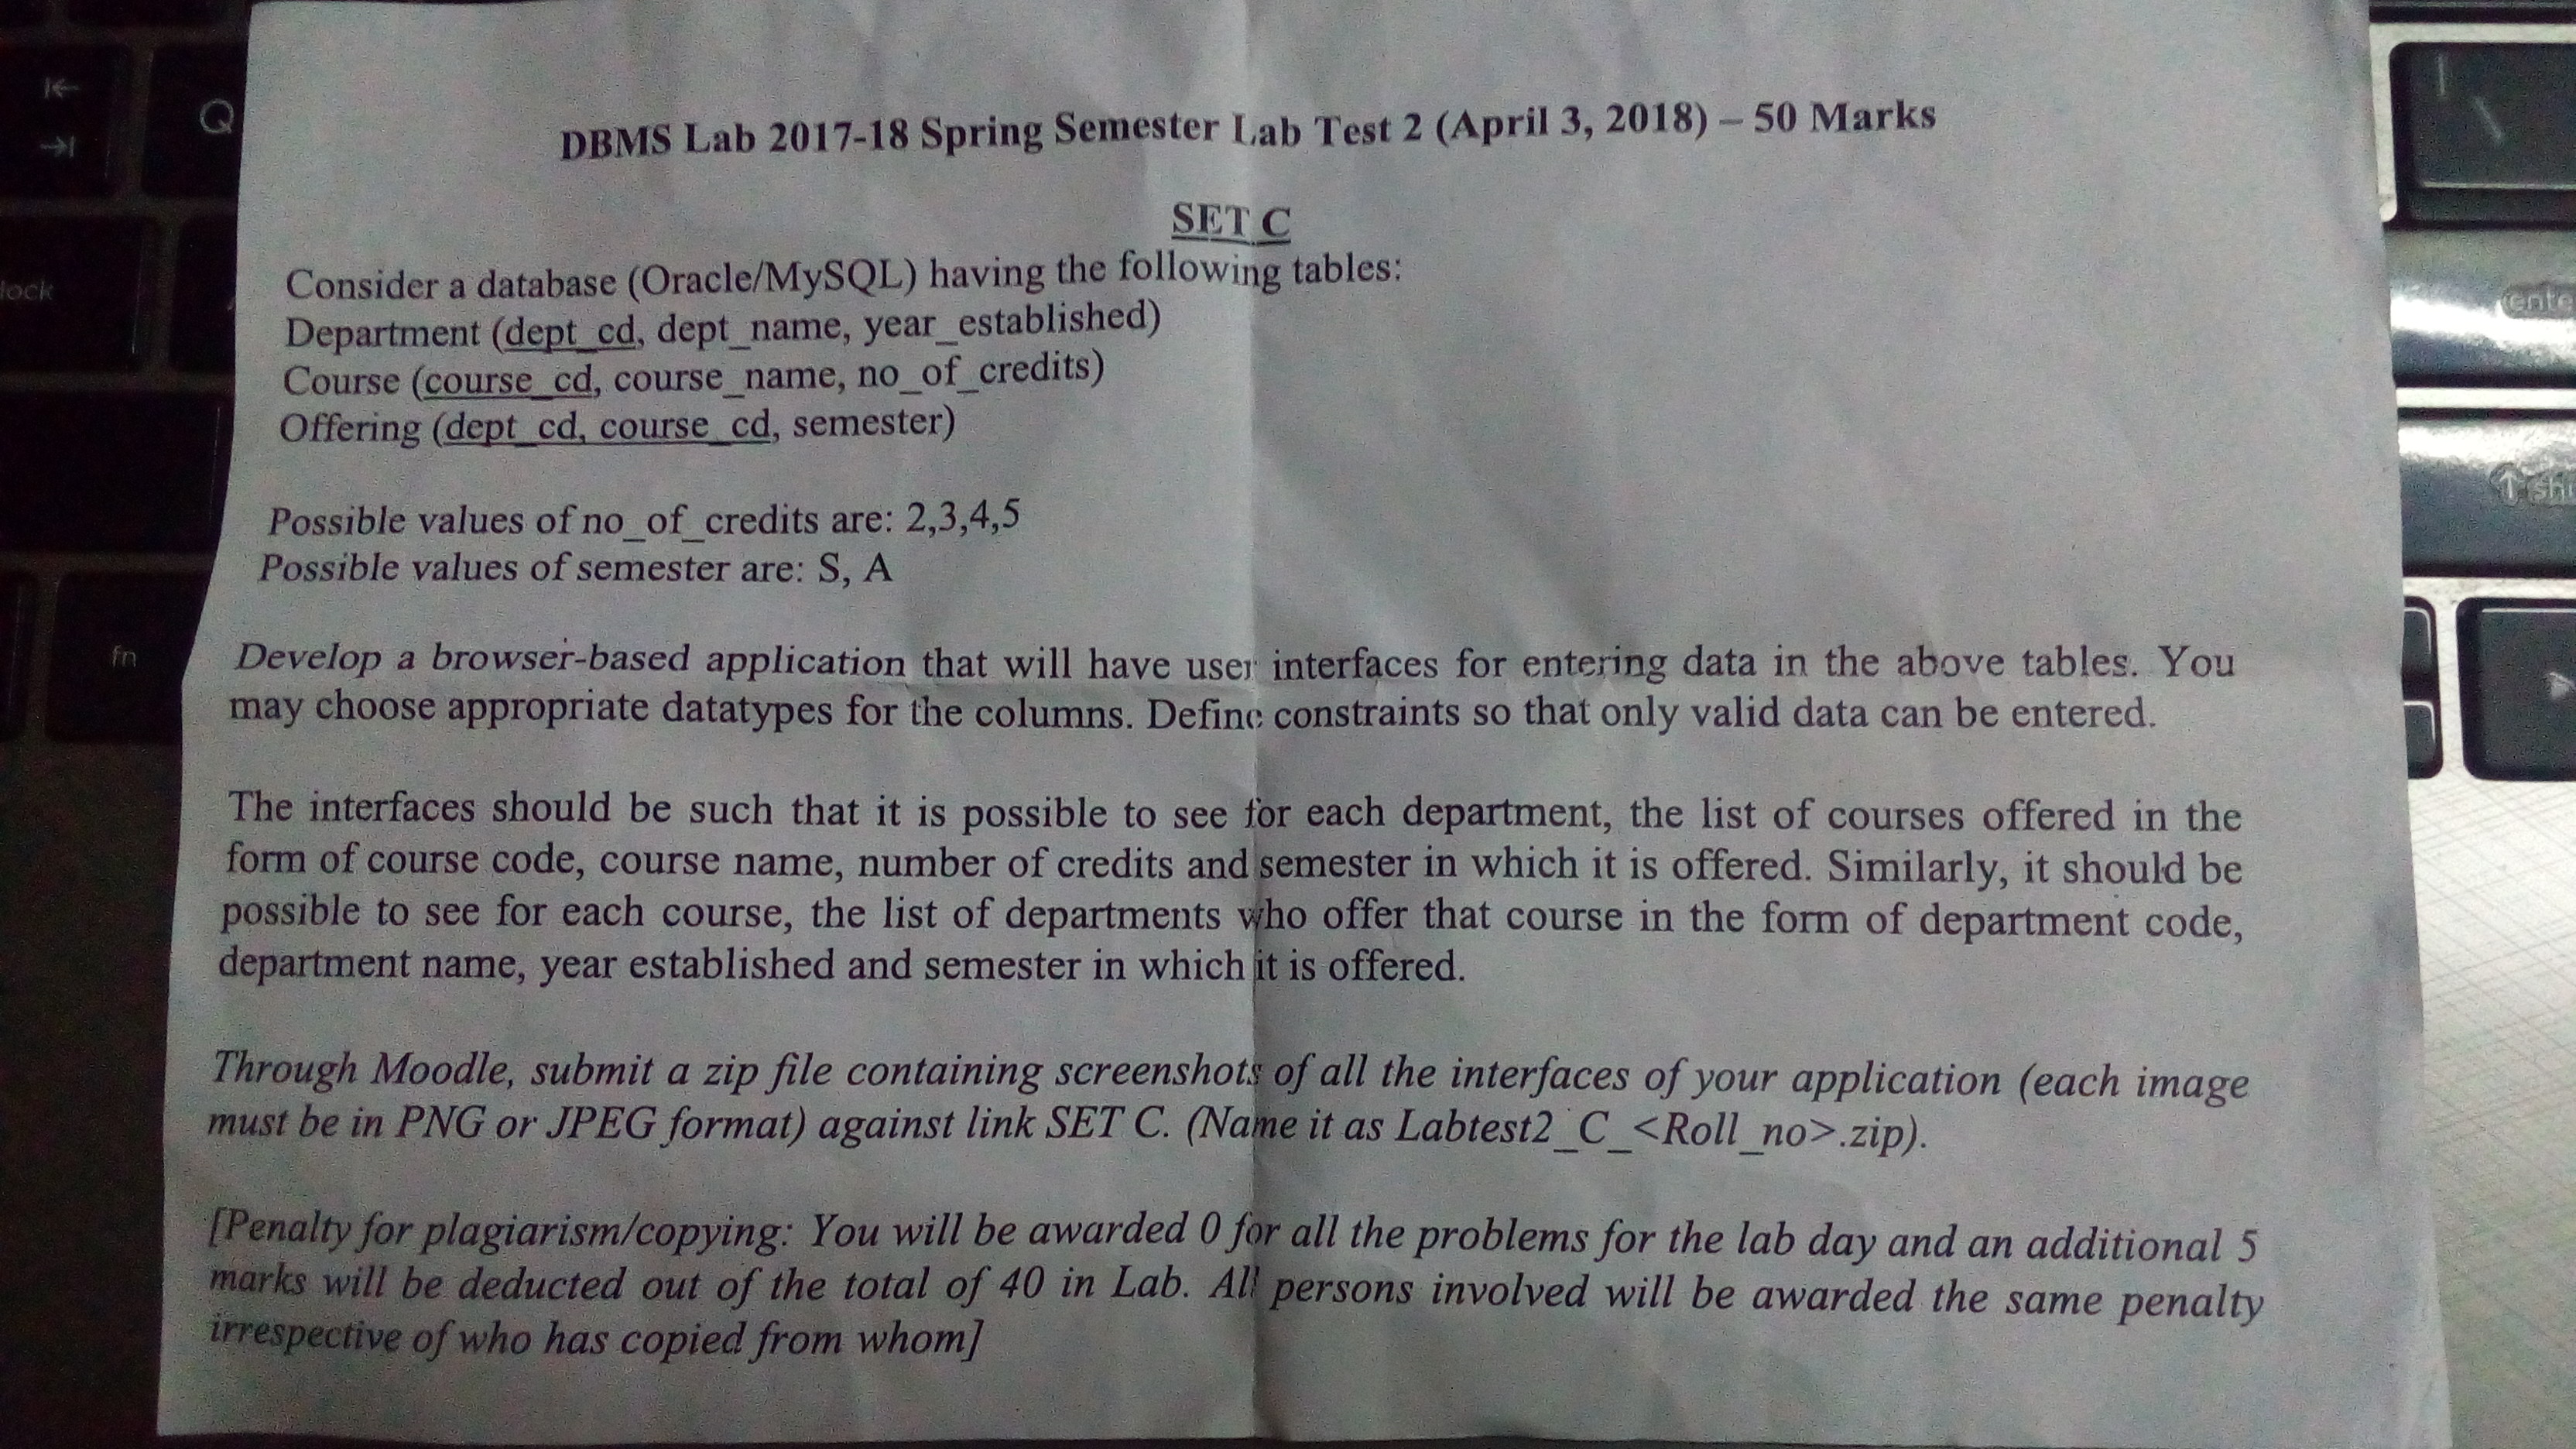 DBMS Lab 2017-18 Spring Semester Lab Test 2 (April 3, 2018) – 50 Marks
SET C
Consider a database (Oracle/MySQL) having the following tables:
Department (dept_cd, dept_name, year_established)
Course (course_cd, course_name, no_of_credits)
Offering (dept_cd, course_cd, semester)
Possible values of no_of_credits are: 2,3,4,5
Possible values of semester are: S, A
Develop a browser-based application that will have user interfaces for entering data in the above tables. You
may choose appropriate datatypes for the columns. Define constraints so that only valid data can be entered.
The interfaces should be such that it is possible to see for each department, the list of courses offered in the
form of course code, course name, number of credits and semester in which it is offered. Similarly, it should be
possible to see for each course, the list of departments who offer that course in the form of department code,
department name, year established and semester in which it is offered.
Through Moodle, submit a zip file containing screenshots of all the interfaces of your application (each image
must be in PNG or JPEG format) against link SET C. (Name it as Labtest2_C_<Roll_no>.zip).
[Penalty for plagiarism/copying: You will be awarded 0 for all the problems for the lab day and an additional 5
marks will be deducted out of the total of 40 in Lab. All persons involved will be awarded the same penalty
irrespective of who has copied from whom]
Q
lock
fn
ente
shi